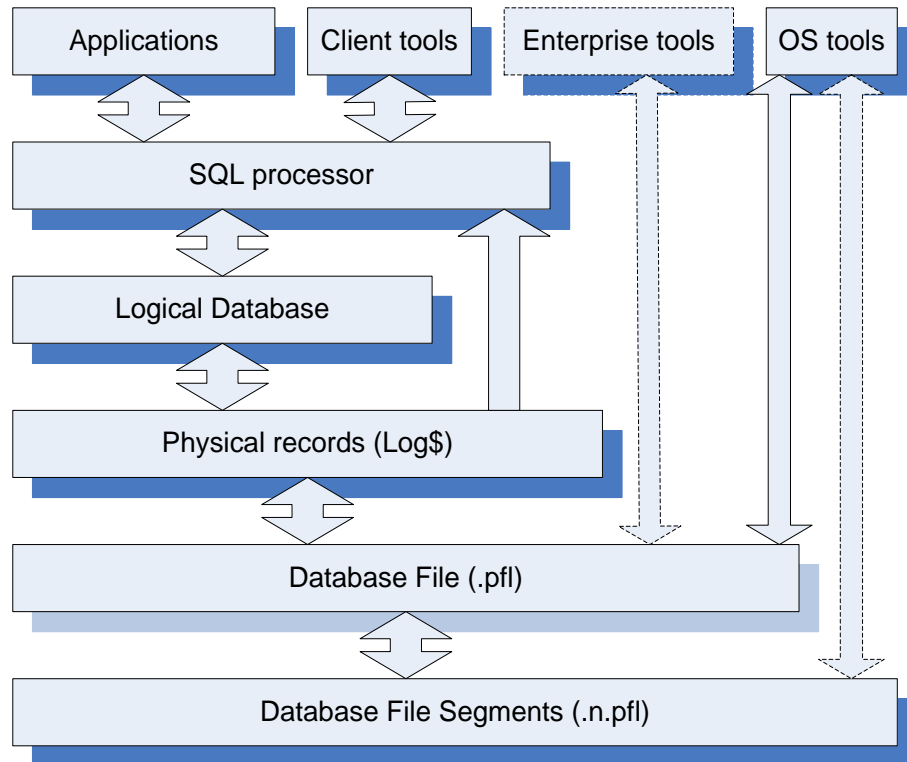 Applications
Client tools
Enterprise tools
OS tools
SQL processor
Logical Database
Physical records (Log$)
Database File (.pfl)
Database File Segments (.n.pfl)